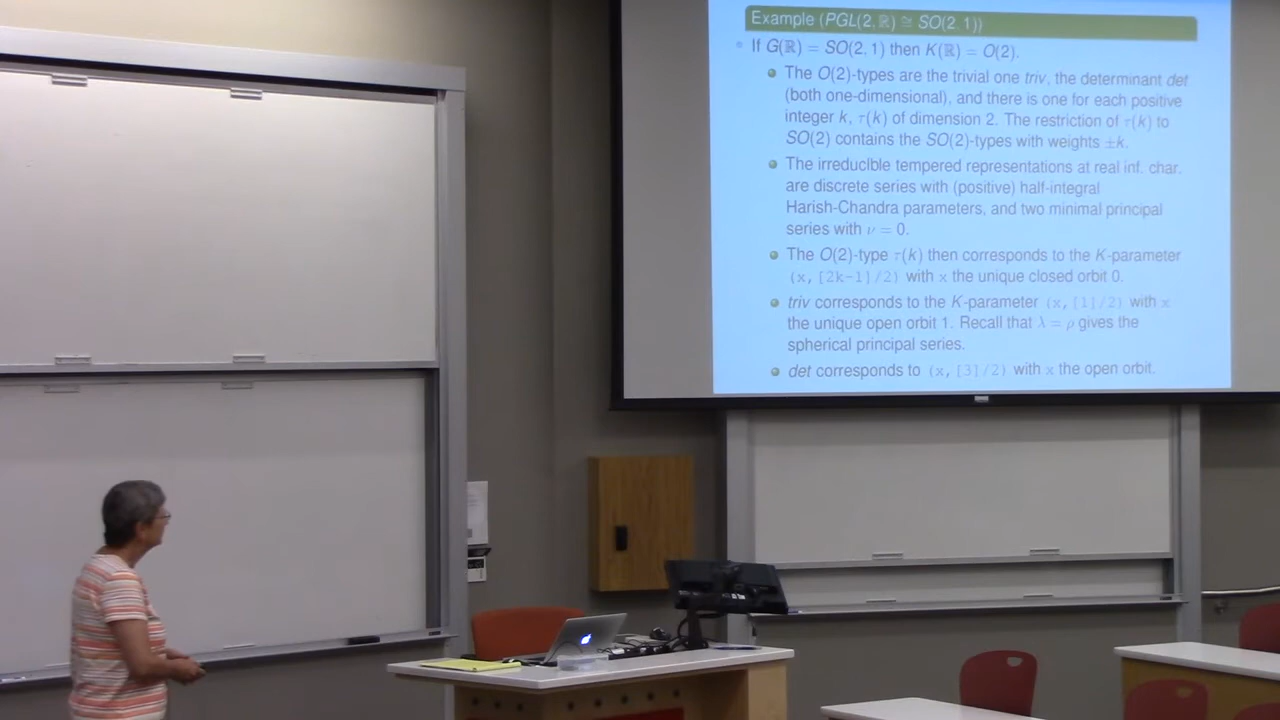 Example (PGL(2, ℝ) ≅ SO(2, 1))
If G(ℝ) = SO(2, 1) then K(ℝ) = O(2).
The O(2)-types are the trivial one triv, the determinant det
(both one-dimensional), and there is one for each positive
integer k, τ(k) of dimension 2. The restriction of τ(k) to
SO(2) contains the SO(2)-types with weights ±k.
The irreducible tempered representations at real inf. char.
are discrete series with (positive) half-integral
Harish-Chandra parameters, and two minimal principal
series with ν = 0.
The O(2)-type τ(k) then corresponds to the K-parameter
(x,[2k-1]/2) with x the unique closed orbit 0.
triv corresponds to the K-parameter (x,[1]/2) with x
the unique open orbit 1. Recall that λ = ρ gives the
spherical principal series.
det corresponds to (x,[3]/2) with x the open orbit.